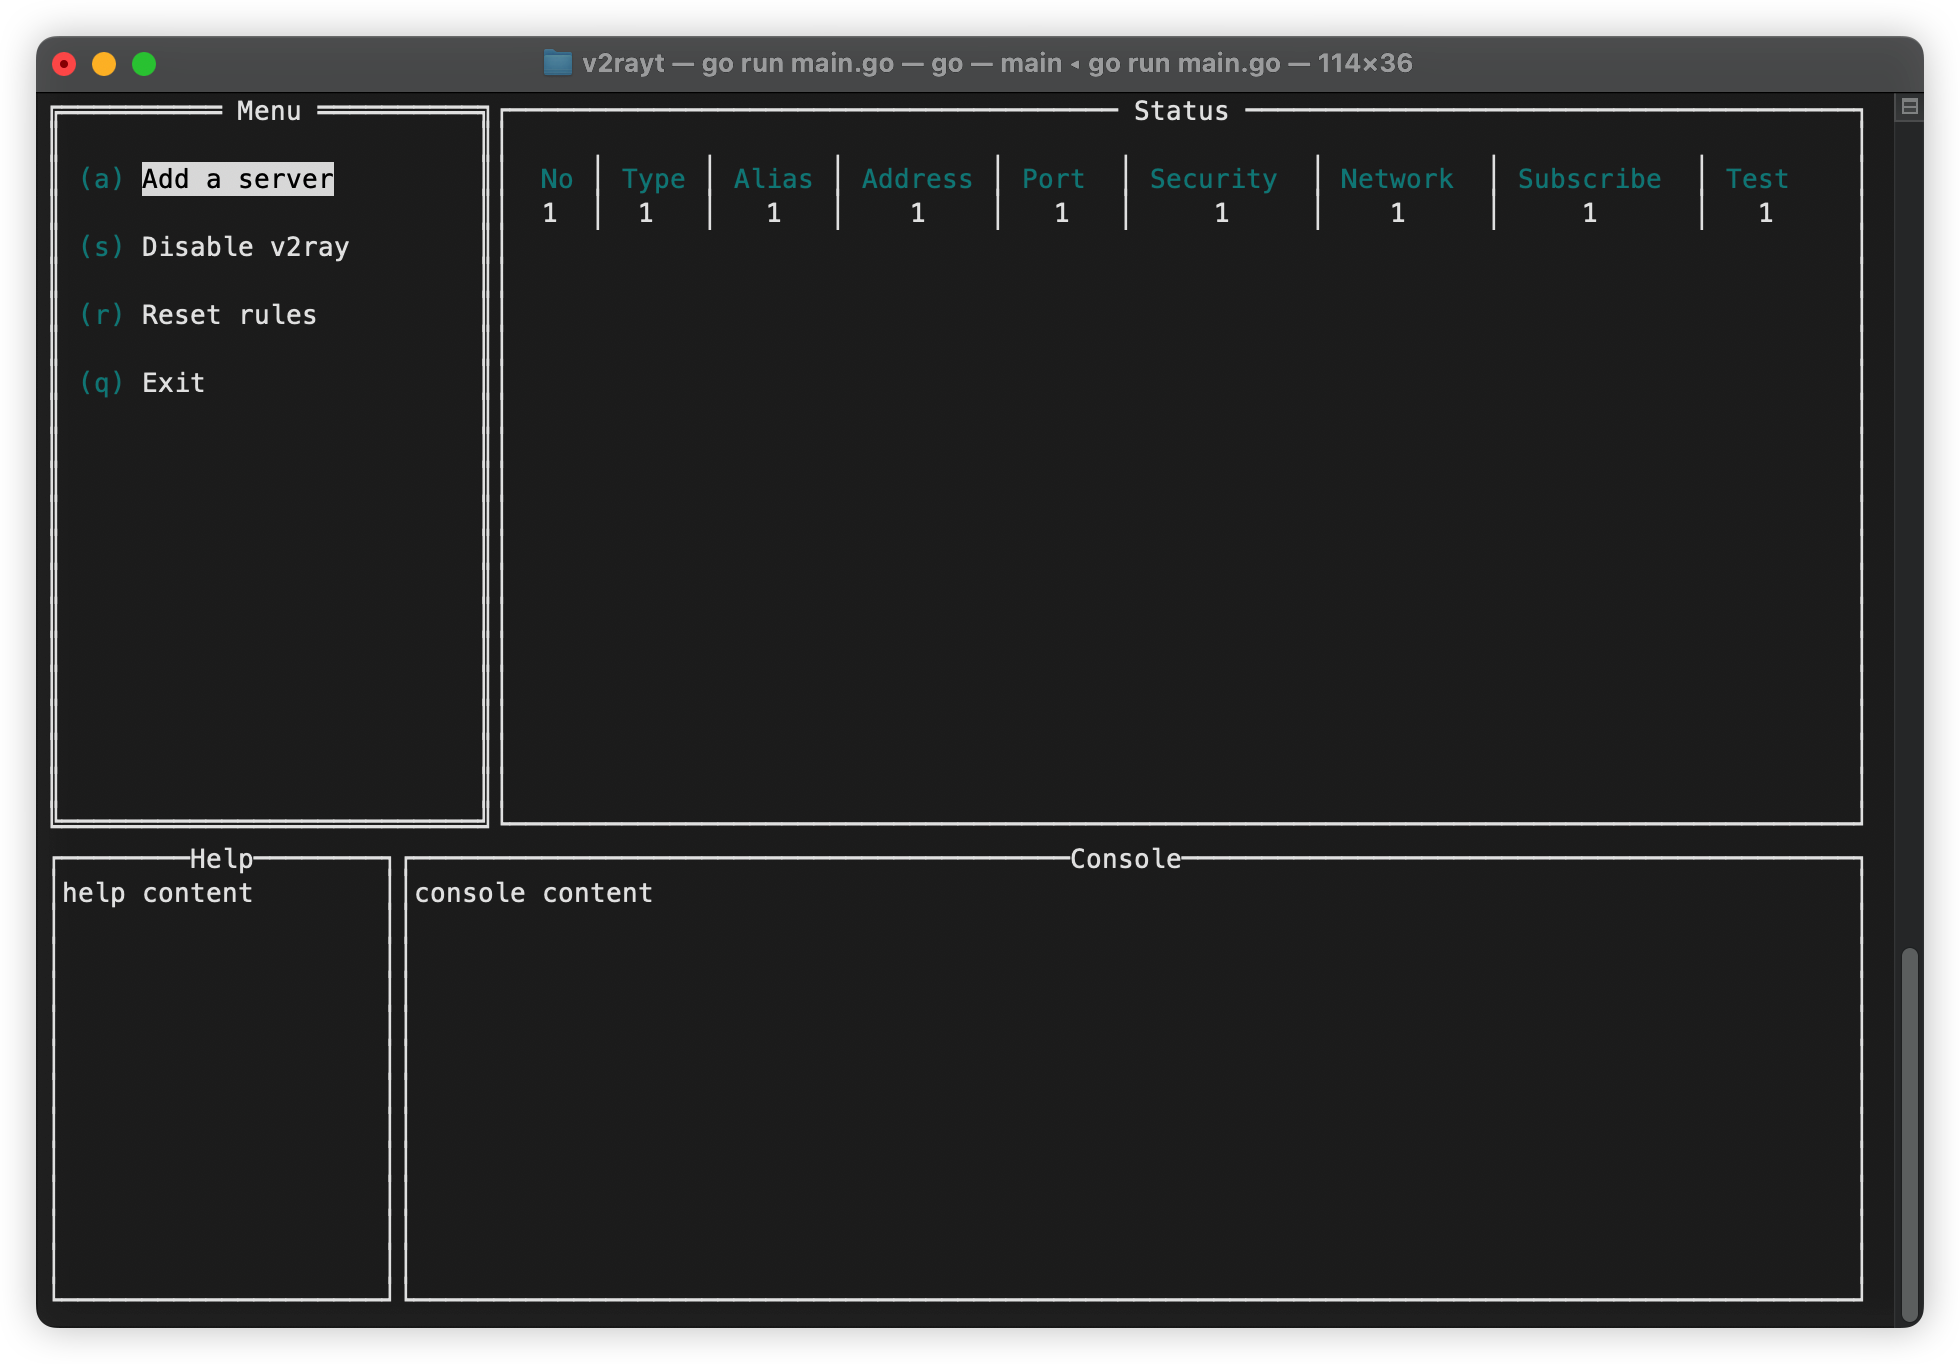 v2rayt — go run main.go — go — main ◂ go run main.go — 114×36
Menu
(a) Add a server
(s) Disable v2ray
(r) Reset rules
(q) Exit
Status
No Type Alias Address Port Security Network Subscribe Test
1 1 1 1 1 1 1 1 1
Help
help content
Console
console content